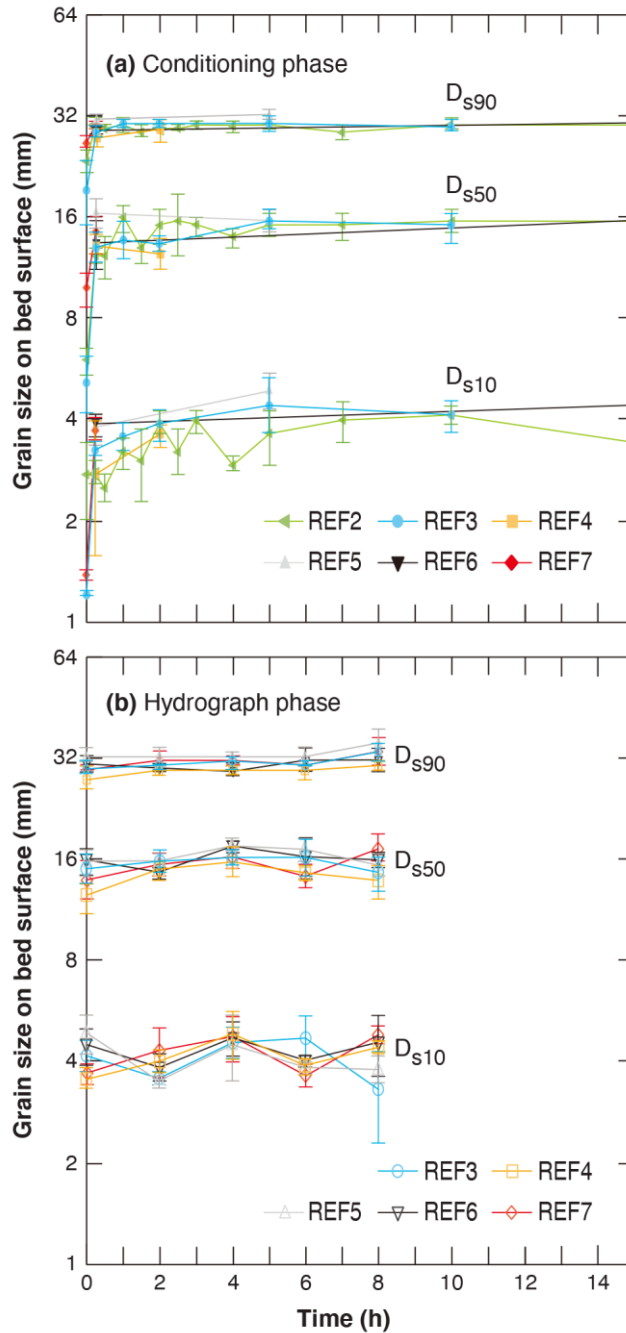 64
(a) Conditioning phase
32
Ds90
16
Ds50
8
4
Ds10
2
REF2 REF3 REF4
REF5 REF6 REF7
1
Grain size on bed surface (mm)
64
(b) Hydrograph phase
32
Ds90
16
Ds50
8
4
Ds10
2
REF3 REF4
REF5 REF6 REF7
1
Grain size on bed surface (mm)
0 2 4 6 8 10 12 14
Time (h)